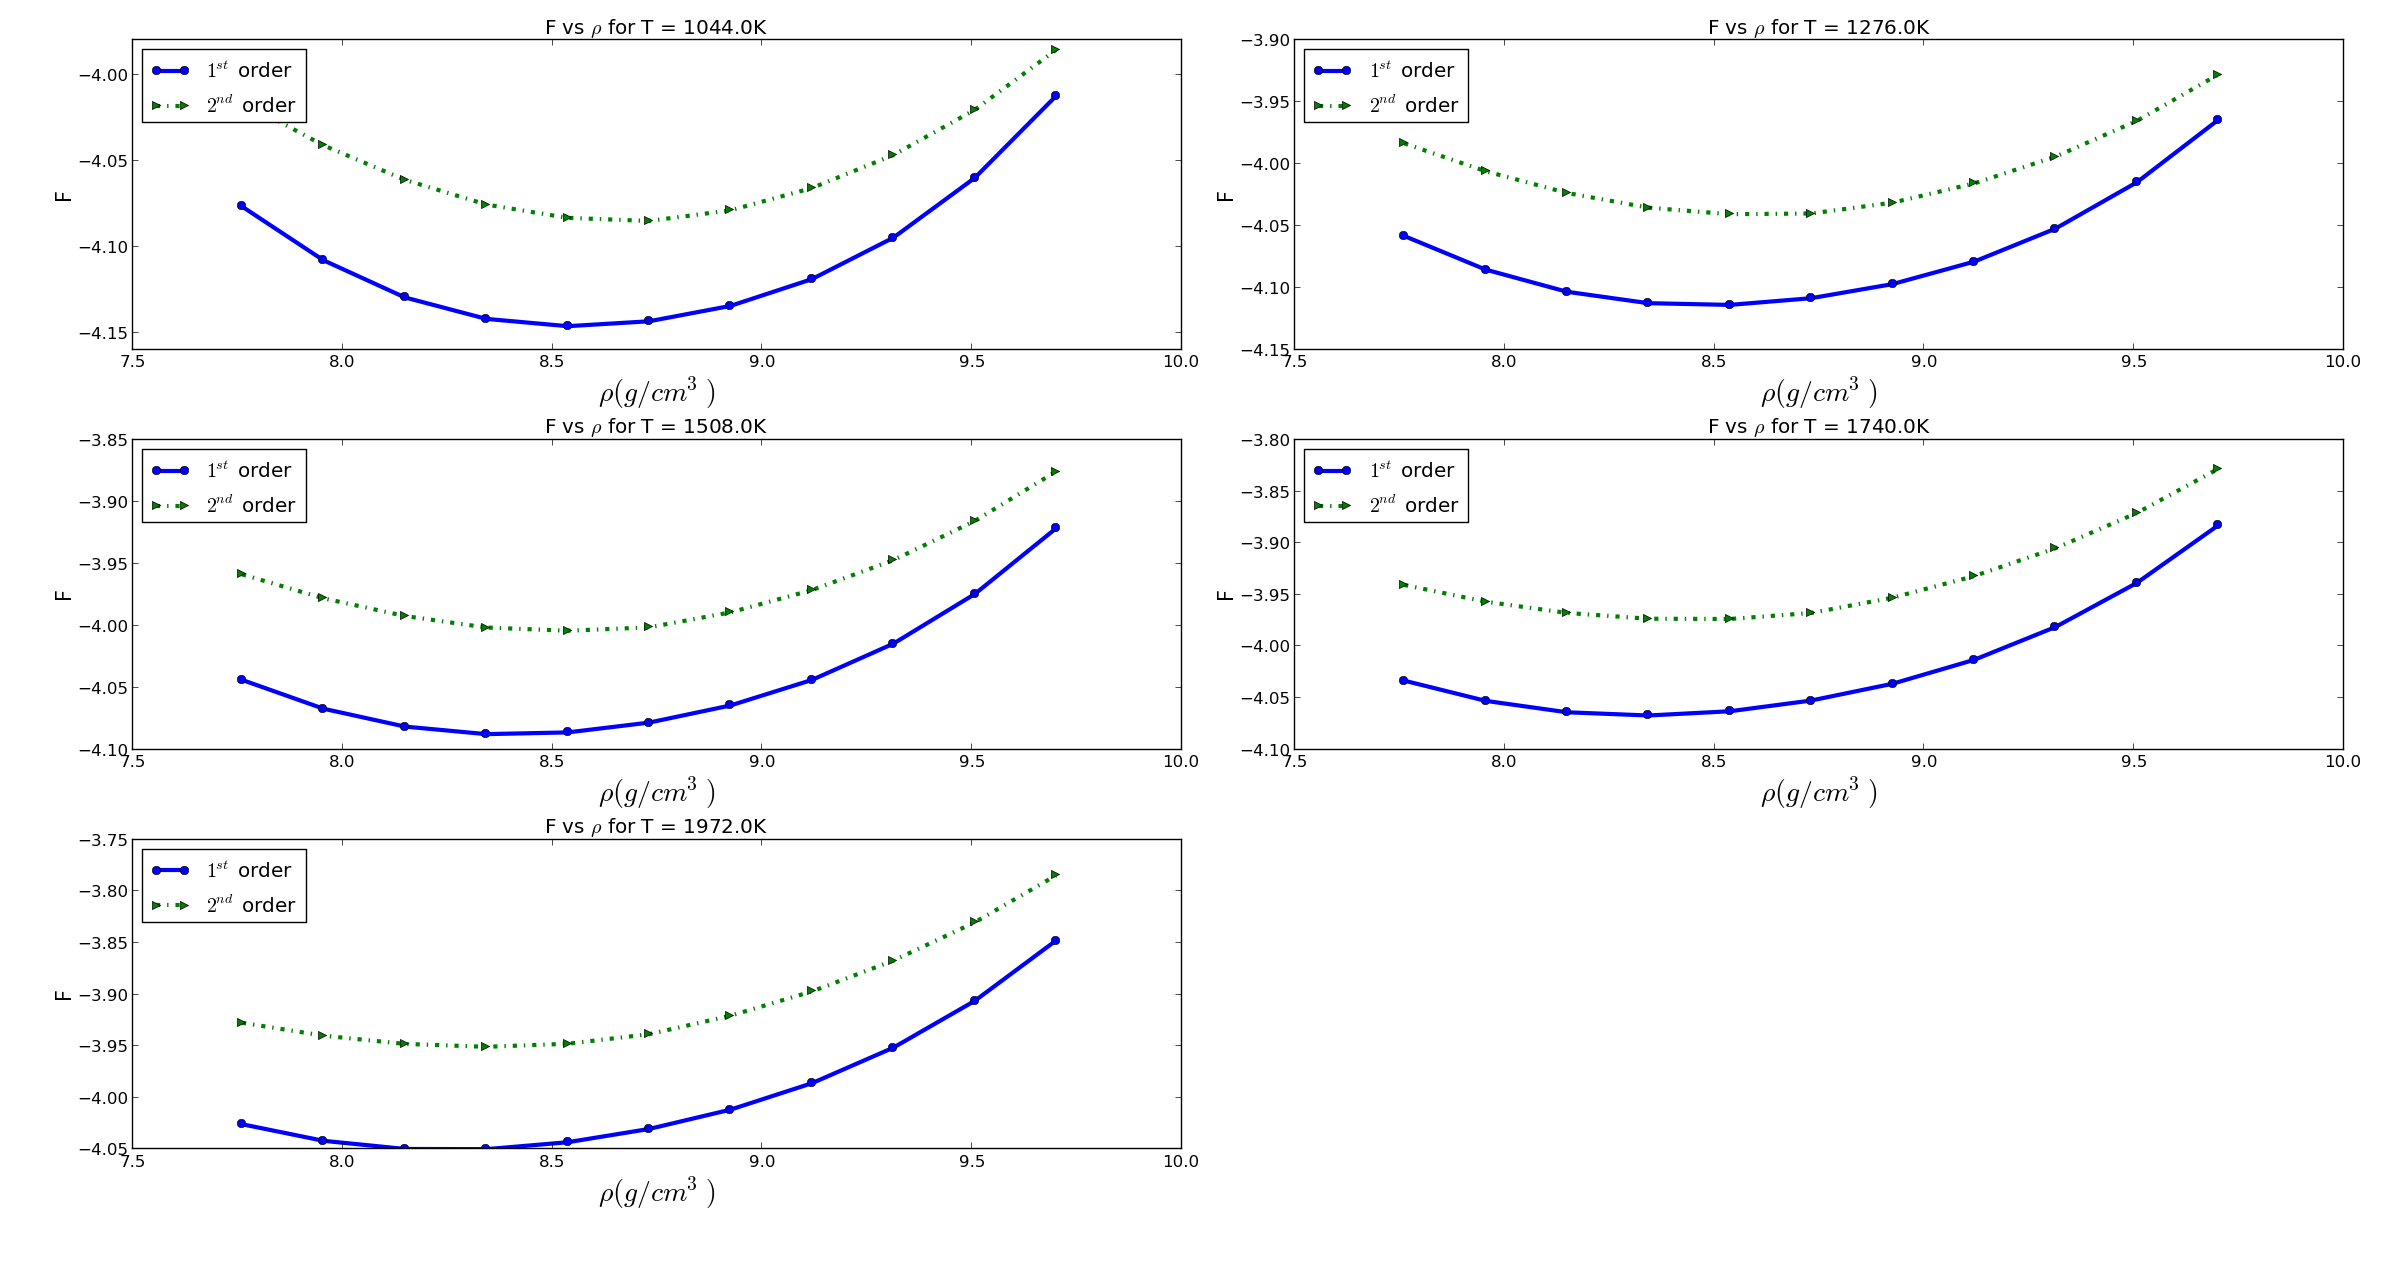 F vs ρ for T = 1044.0K
1st order
2nd order
−4.00
−4.05
−4.10
−4.15
F
7.5 8.0 8.5 9.0 9.5 10.0
ρ(g/cm3 )
F vs ρ for T = 1276.0K
1st order
2nd order
−3.90
−3.95
−4.00
−4.05
−4.10
−4.15
F
7.5 8.0 8.5 9.0 9.5 10.0
ρ(g/cm3 )
F vs ρ for T = 1508.0K
1st order
2nd order
−3.85
−3.90
−3.95
−4.00
−4.05
−4.10
F
7.5 8.0 8.5 9.0 9.5 10.0
ρ(g/cm3 )
F vs ρ for T = 1740.0K
1st order
2nd order
−3.80
−3.85
−3.90
−3.95
−4.00
−4.05
−4.10
F
7.5 8.0 8.5 9.0 9.5 10.0
ρ(g/cm3 )
F vs ρ for T = 1972.0K
1st order
2nd order
−3.75
−3.80
−3.85
−3.90
−3.95
−4.00
−4.05
F
7.5 8.0 8.5 9.0 9.5 10.0
ρ(g/cm3 )